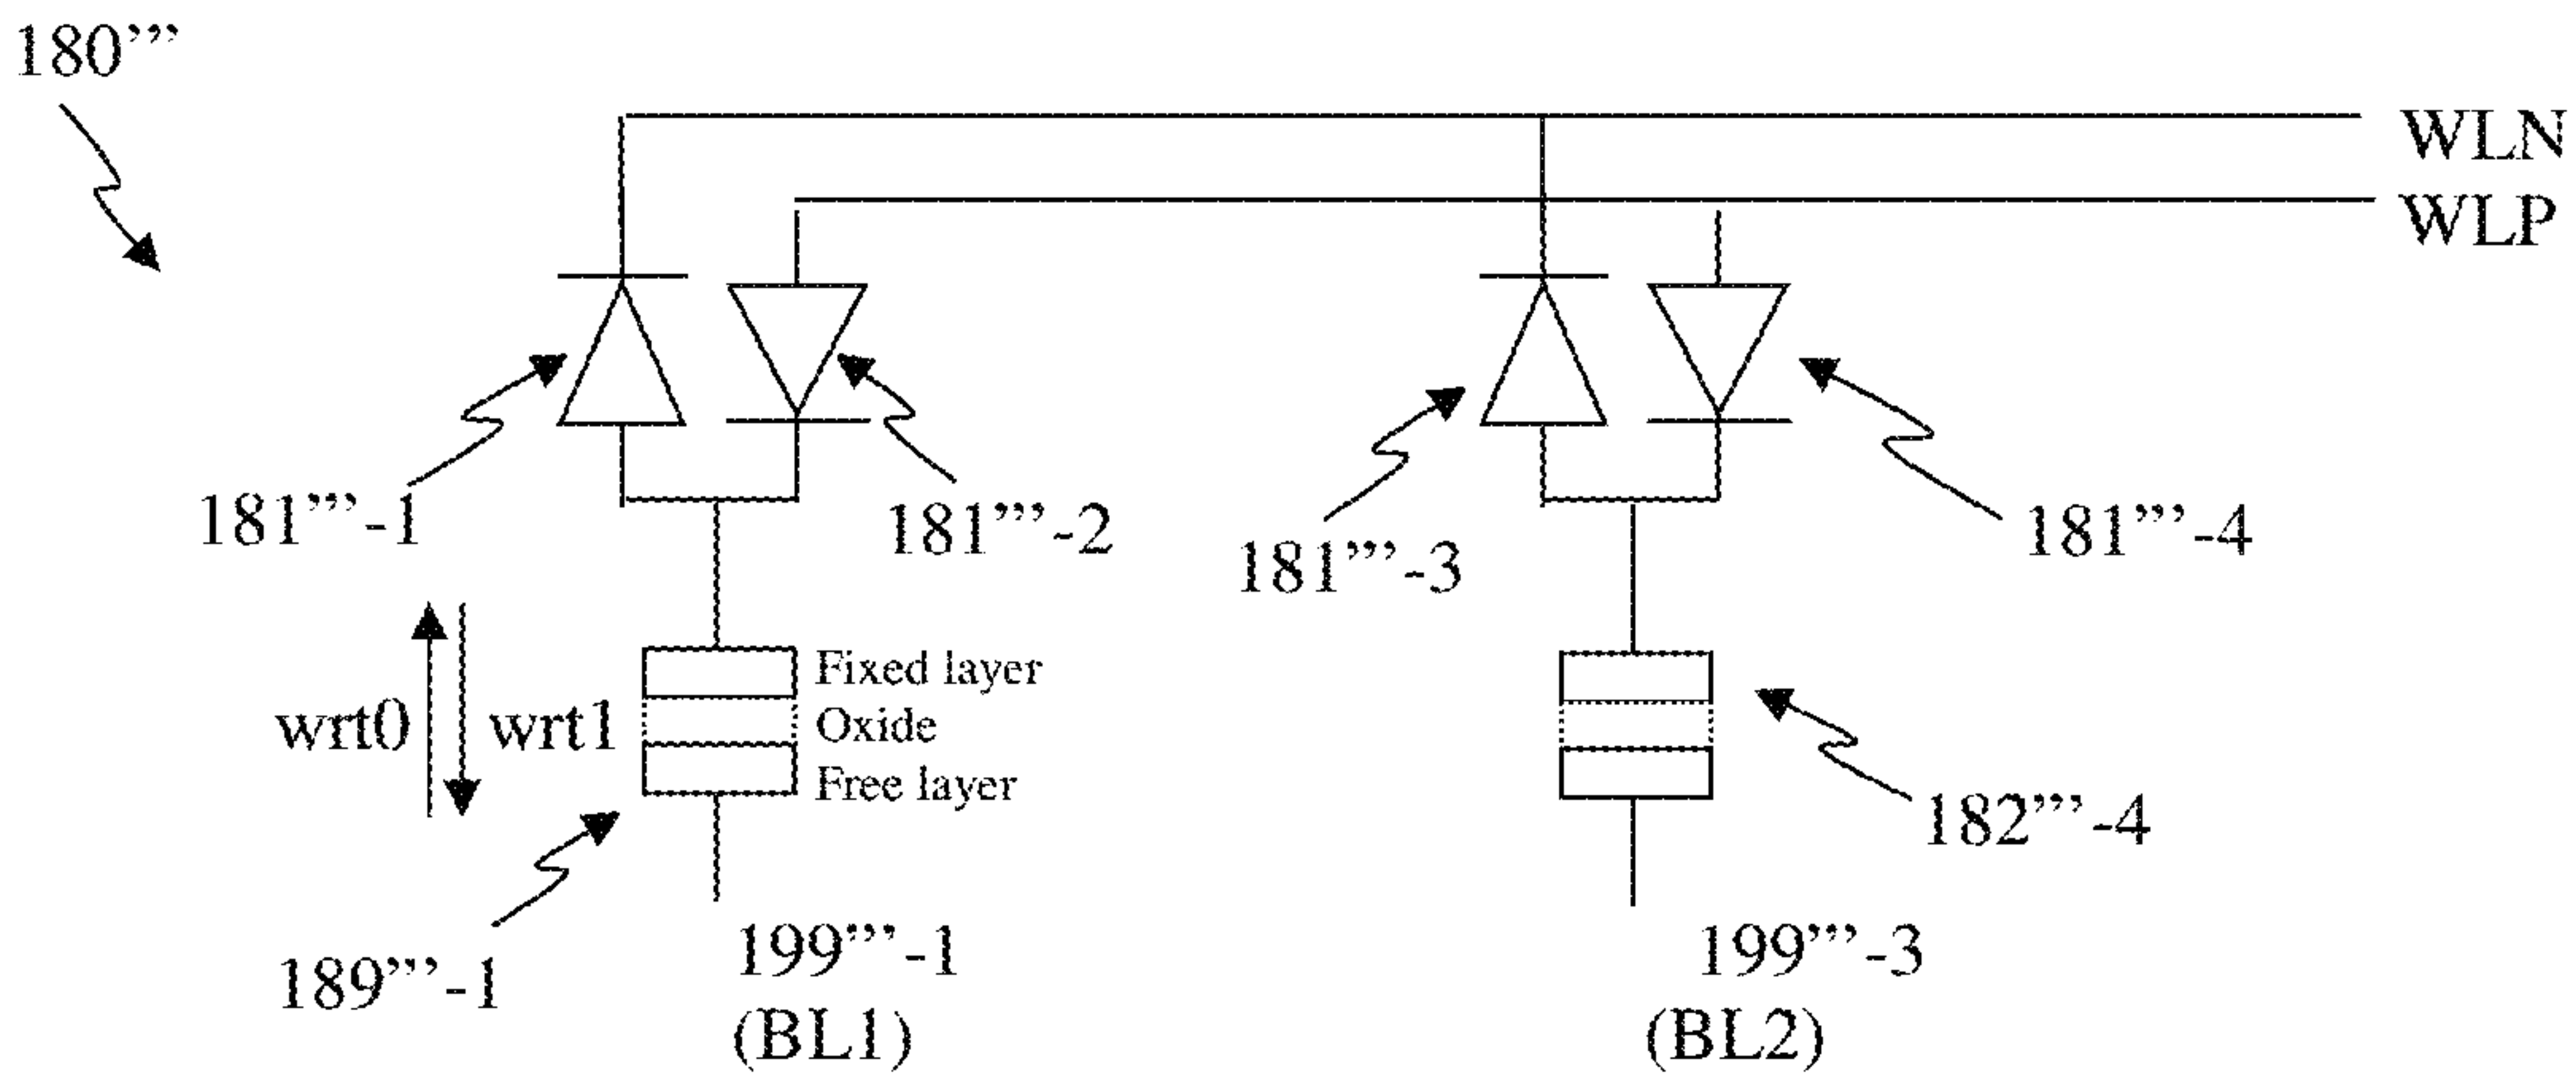 180’’’
WLN
WLP
181’’’-1
181’’’-2
181’’’-3
181’’’-4
wrt0
wrt1
Fixed layer
Oxide
Free layer
182’’’-4
189’’’-1
199’’’-1
(BL1)
199’’’-3
(BL2)